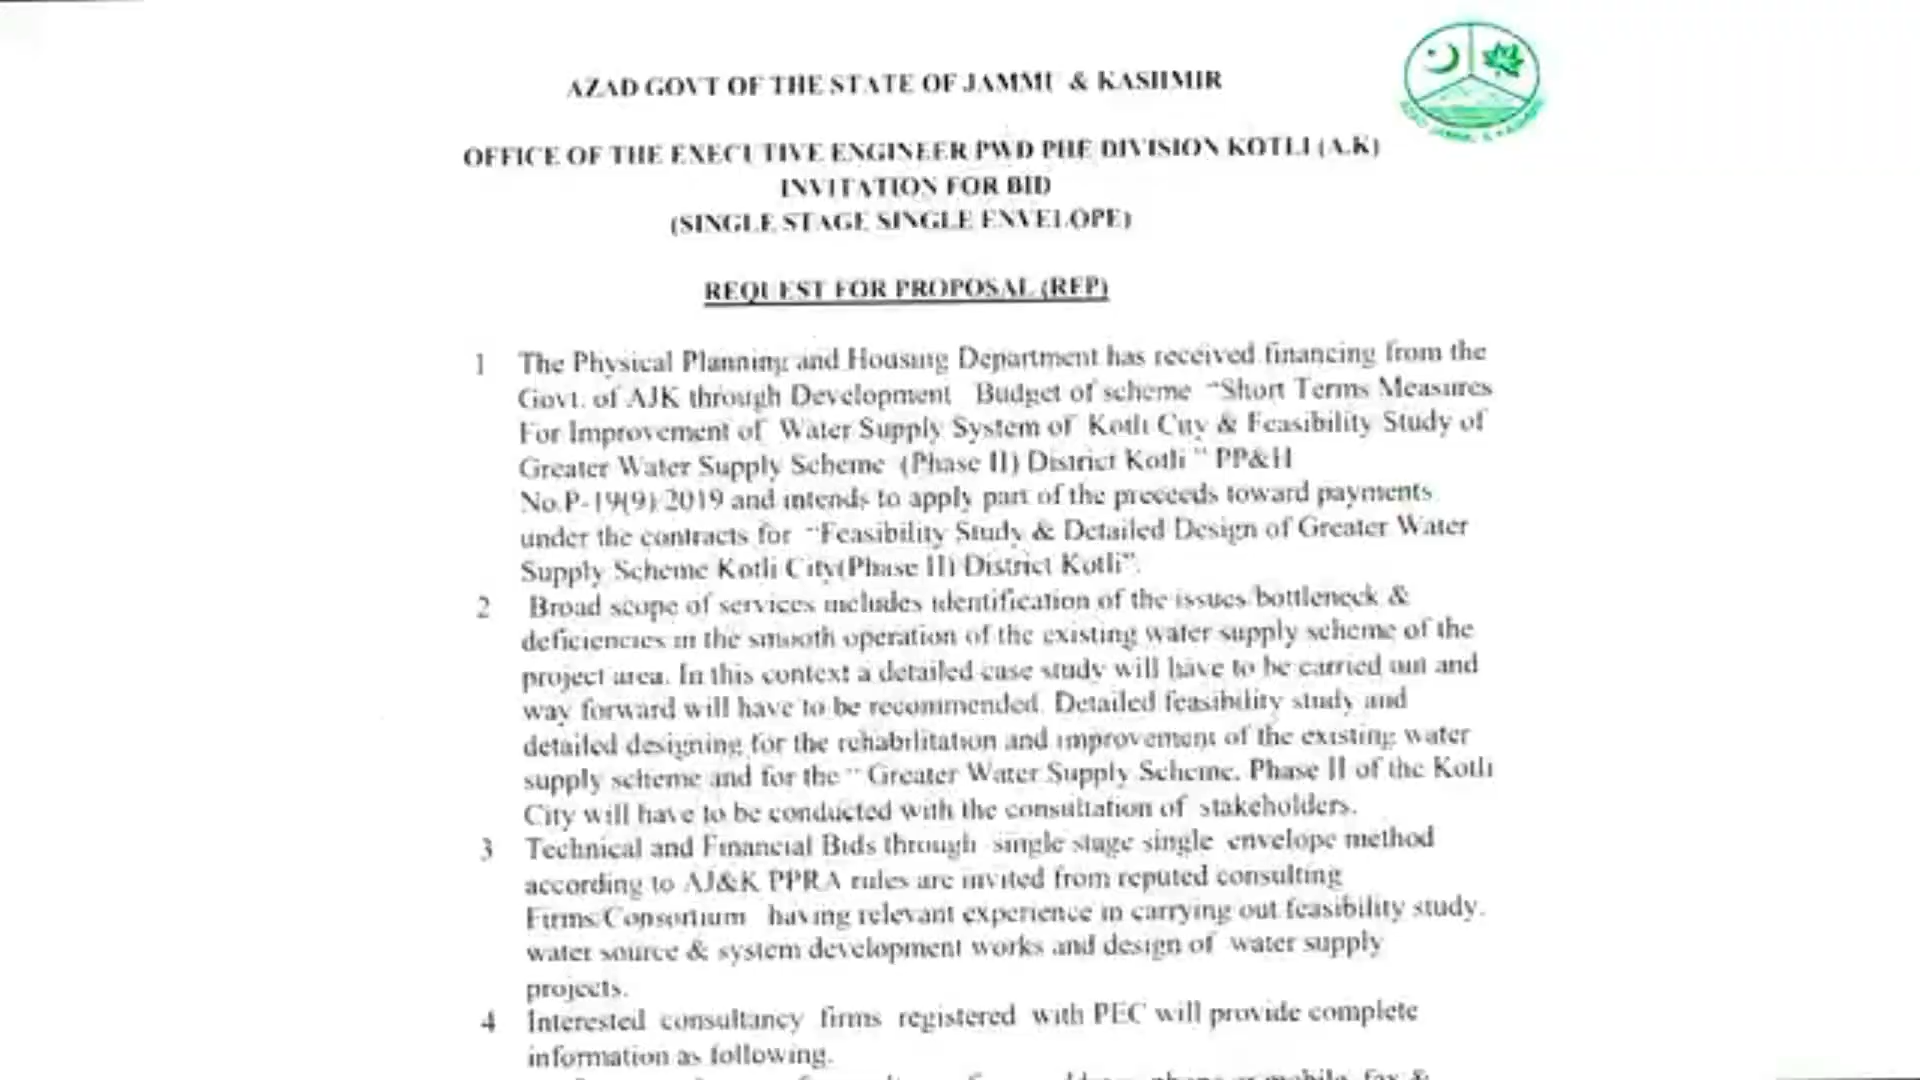 AZAD GOVT OF THE STATE OF JAMMU & KASHMIR
OFFICE OF THE EXECUTIVE ENGINEER PWD PHE DIVISION KOTLI (A.K)
INVITATION FOR BID
(SINGLE STAGE SINGLE ENVELOPE)
REQUEST FOR PROPOSAL (RFP)
1 The Physical Planning and Housing Department has received financing from the
Govt. of AJK through Development Budget of scheme "Short Terms Measures
For Improvement of Water Supply System of Kotli City & Feasibility Study of
Greater Water Supply Scheme (Phase II) District Kotli" PP&H
No.P-19(9)/2019 and intends to apply part of the preceeds toward payments
under the contracts for "Feasibility Study & Detailed Design of Greater Water
Supply Scheme Kotli City(Phase II) District Kotli".
2 Broad scope of services includes identification of the issues/bottleneck &
deficiencies in the smooth operation of the existing water supply scheme of the
project area. In this context a detailed case study will have to be carried out and
way forward will have to be recommended. Detailed feasibility study and
detailed designing for the rehabilitation and improvement of the existing water
supply scheme and for the " Greater Water Supply Scheme, Phase II of the Kotli
City will have to be conducted with the consultation of stakeholders.
3 Technical and Financial Bids through single stage single envelope method
according to AJ&K PPRA rules are invited from reputed consulting
Firms/Consortium having relevant experience in carrying out feasibility study,
water source & system development works and design of water supply
projects.
4 Interested consultancy firms registered with PEC will provide complete
information as following.
phone or mobile, fax &